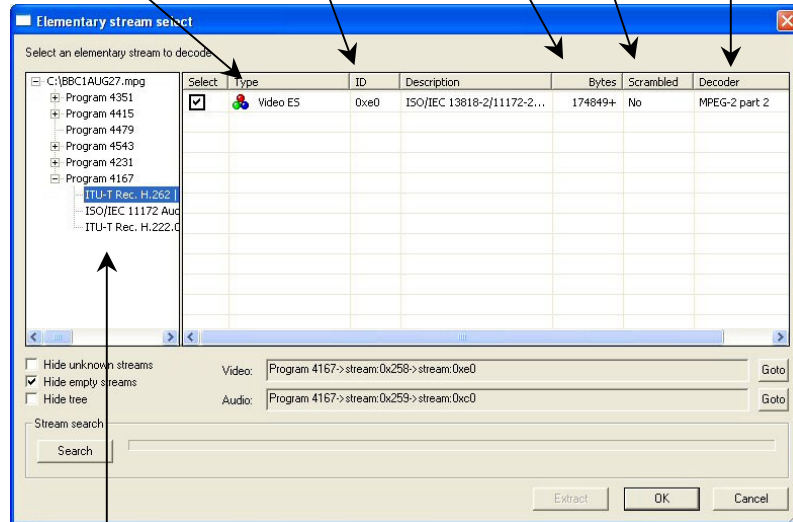 Elementary stream select
Select an elementary stream to decode
C:\BBC1AUG27.mpg
Program 4351
Program 4415
Program 4479
Program 4543
Program 4231
Program 4167
ITU-T Rec. H.262 |
ISO/IEC 11172 Aud
ITU-T Rec. H.222.0
Select Type ID Description Bytes Scrambled Decoder
Video ES 0xe0 ISO/IEC 13818-2/11172-2... 174849+ No MPEG-2 part 2
Hide unknown streams
Hide empty streams
Hide tree
Video: Program 4167->stream:0x258->stream:0xe0 Goto
Audio: Program 4167->stream:0x259->stream:0xc0 Goto
Stream search
Search
Extract OK Cancel